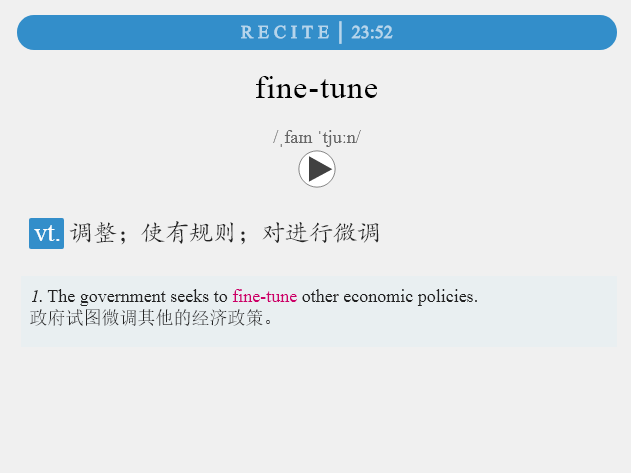 RECITE | 23:52
fine-tune
/ˌfaɪn ˈtjuːn/
vt. 调整；使有规则；对进行微调
1. The government seeks to fine-tune other economic policies.
政府试图微调其他的经济政策。